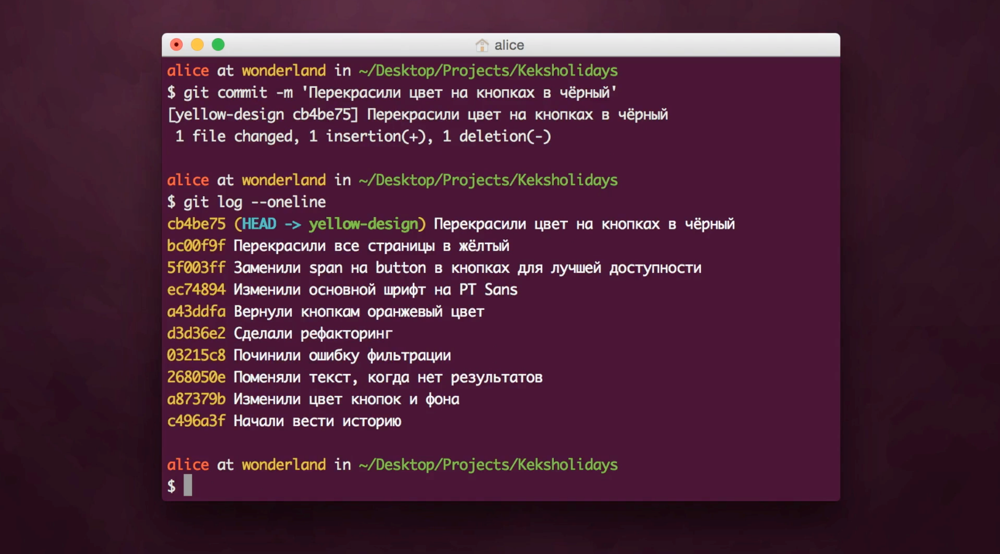 alice
alice at wonderland in ~/Desktop/Projects/Keksholidays
$ git commit -m 'Перекрасили цвет на кнопках в чёрный'
[yellow-design cb4be75] Перекрасили цвет на кнопках в чёрный
1 file changed, 1 insertion(+), 1 deletion(-)
alice at wonderland in ~/Desktop/Projects/Keksholidays
$ git log --oneline
cb4be75 (HEAD -> yellow-design) Перекрасили цвет на кнопках в чёрный
bc00f9f Перекрасили все страницы в жёлтый
5f003ff Заменили span на button в кнопках для лучшей доступности
ec74894 Изменили основной шрифт на PT Sans
a43ddfa Вернули кнопкам оранжевый цвет
d3d36e2 Сделали рефакторинг
03215c8 Починили ошибку фильтрации
268050e Поменяли текст, когда нет результатов
a87379b Изменили цвет кнопок и фона
c496a3f Начали вести историю
alice at wonderland in ~/Desktop/Projects/Keksholidays
$